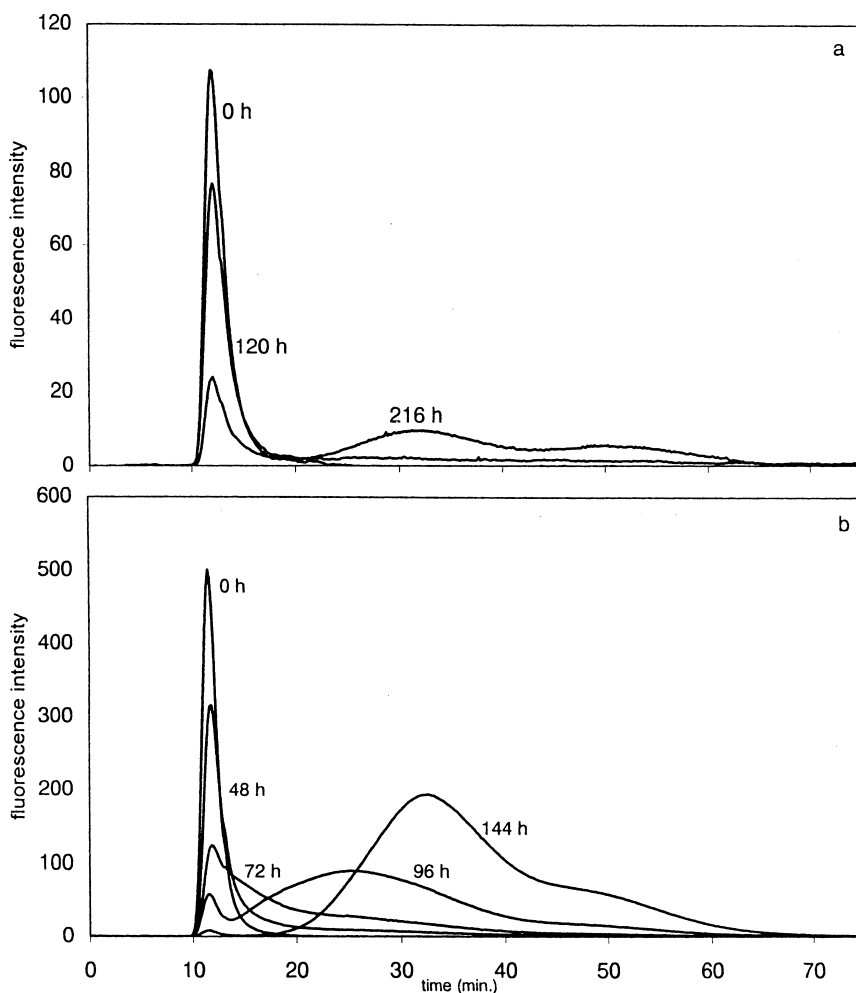 120
a
100
0 h
80
60
40
120 h
20
216 h
0
fluorescence intensity
600
b
500
0 h
400
300
200
48 h
144 h
100
72 h
96 h
0
fluorescence intensity
0 10 20 30 40 50 60 70
time (min.)